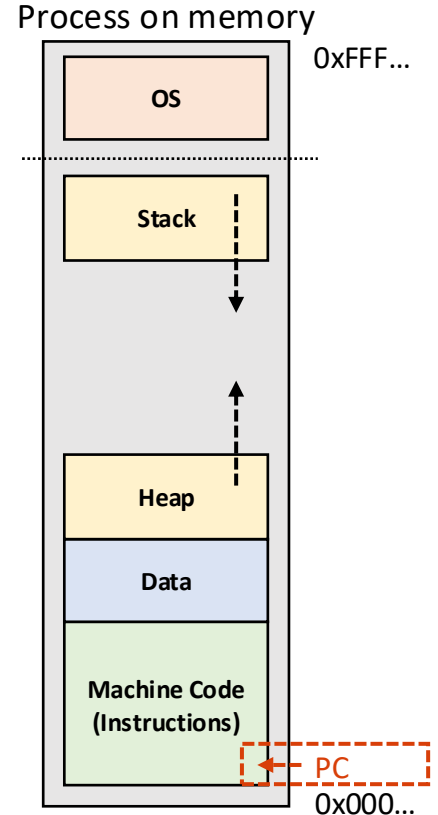 Process on memory
0xFFF...
OS
Stack
Heap
Data
Machine Code
(Instructions)
PC
0x000...